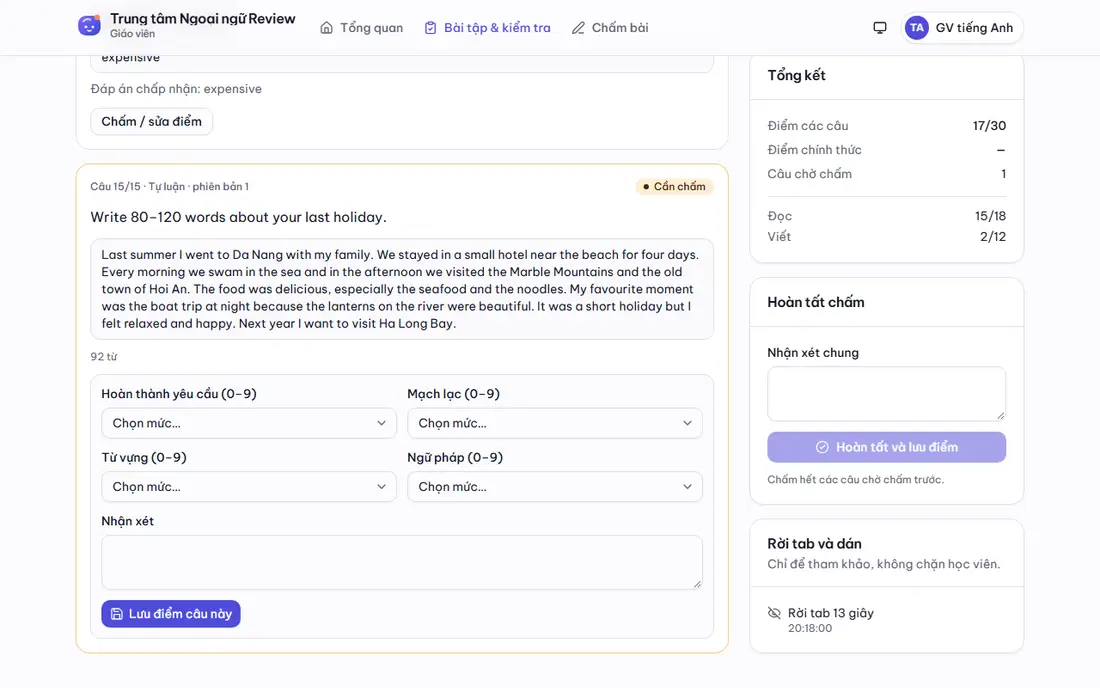 Trung tâm Ngoại ngữ Review
Giáo viên
Tổng quan
Bài tập & kiểm tra
Chấm bài
TA
GV tiếng Anh
expensive
Đáp án chấp nhận: expensive
Chấm / sửa điểm
Câu 15/15 · Tự luận · phiên bản 1
Cần chấm
Write 80–120 words about your last holiday.
Last summer I went to Da Nang with my family. We stayed in a small hotel near the beach for four days.
Every morning we swam in the sea and in the afternoon we visited the Marble Mountains and the old
town of Hoi An. The food was delicious, especially the seafood and the noodles. My favourite moment
was the boat trip at night because the lanterns on the river were beautiful. It was a short holiday but I
felt relaxed and happy. Next year I want to visit Ha Long Bay.
92 từ
Hoàn thành yêu cầu (0–9)
Mạch lạc (0–9)
Chọn mức...
Chọn mức...
Từ vựng (0–9)
Ngữ pháp (0–9)
Chọn mức...
Chọn mức...
Nhận xét
Lưu điểm câu này
Tổng kết
Điểm các câu 17/30
Điểm chính thức –
Câu chờ chấm 1
Đọc 15/18
Viết 2/12
Hoàn tất chấm
Nhận xét chung
Hoàn tất và lưu điểm
Chấm hết các câu chờ chấm trước.
Rời tab và dán
Chỉ để tham khảo, không chặn học viên.
Rời tab 13 giây
20:18:00